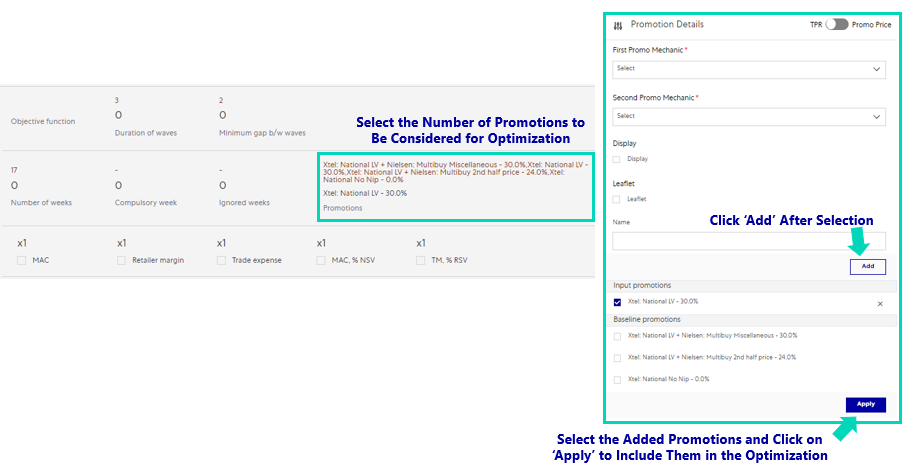 Promotion Details
TPR
Promo Price
First Promo Mechanic *
Select
Second Promo Mechanic *
Select
Display
Display
Leaflet
Leaflet
Name
Click ‘Add’ After Selection
Add
Input promotions
Xtel: National LV - 30.0%
×
Baseline promotions
Xtel: National LV + Nielsen: Multibuy Miscellaneous - 30.0%
Xtel: National LV + Nielsen: Multibuy 2nd half price - 24.0%
Xtel: National No Nip - 0.0%
Apply
Select the Added Promotions and Click on
‘Apply’ to Include Them in the Optimization
Objective function
3
0
Duration of waves
2
0
Minimum gap b/w waves
Select the Number of Promotions to
Be Considered for Optimization
17
0
Number of weeks
-
0
Compulsory week
-
0
Ignored weeks
Xtel: National LV + Nielsen: Multibuy Miscellaneous - 30.0%,Xtel: National LV -
30.0%,Xtel: National LV + Nielsen: Multibuy 2nd half price - 24.0%,Xtel:
National No Nip - 0.0%
Xtel: National LV - 30.0%
Promotions
x1
MAC
x1
Retailer margin
x1
Trade expense
x1
MAC, % NSV
x1
TM, % RSV